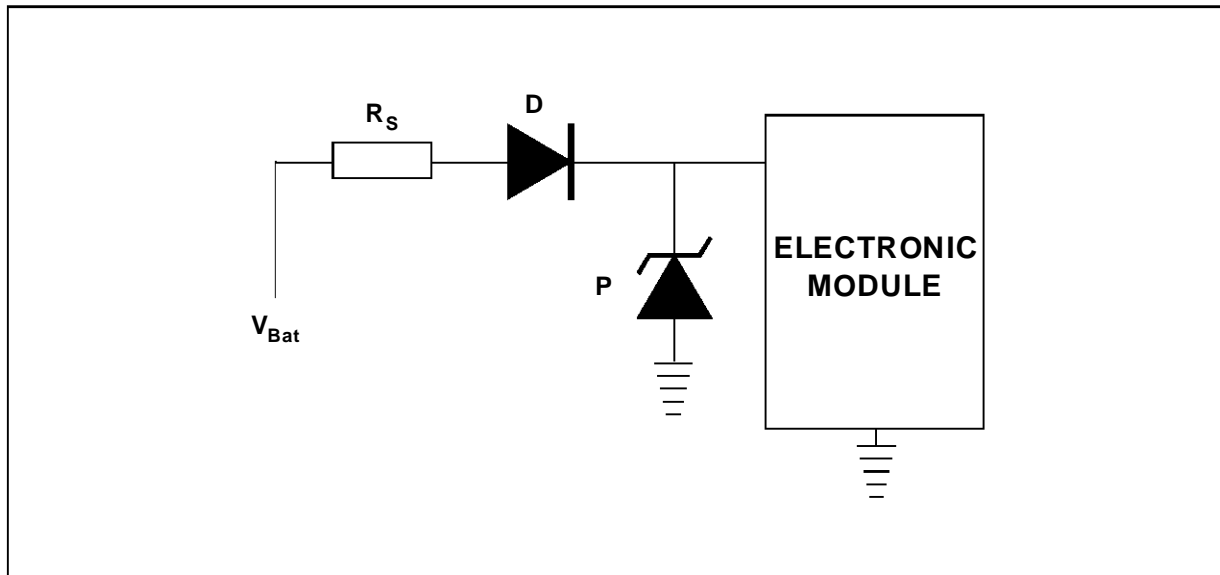 D
R_S
P
V_Bat
ELECTRONIC
MODULE